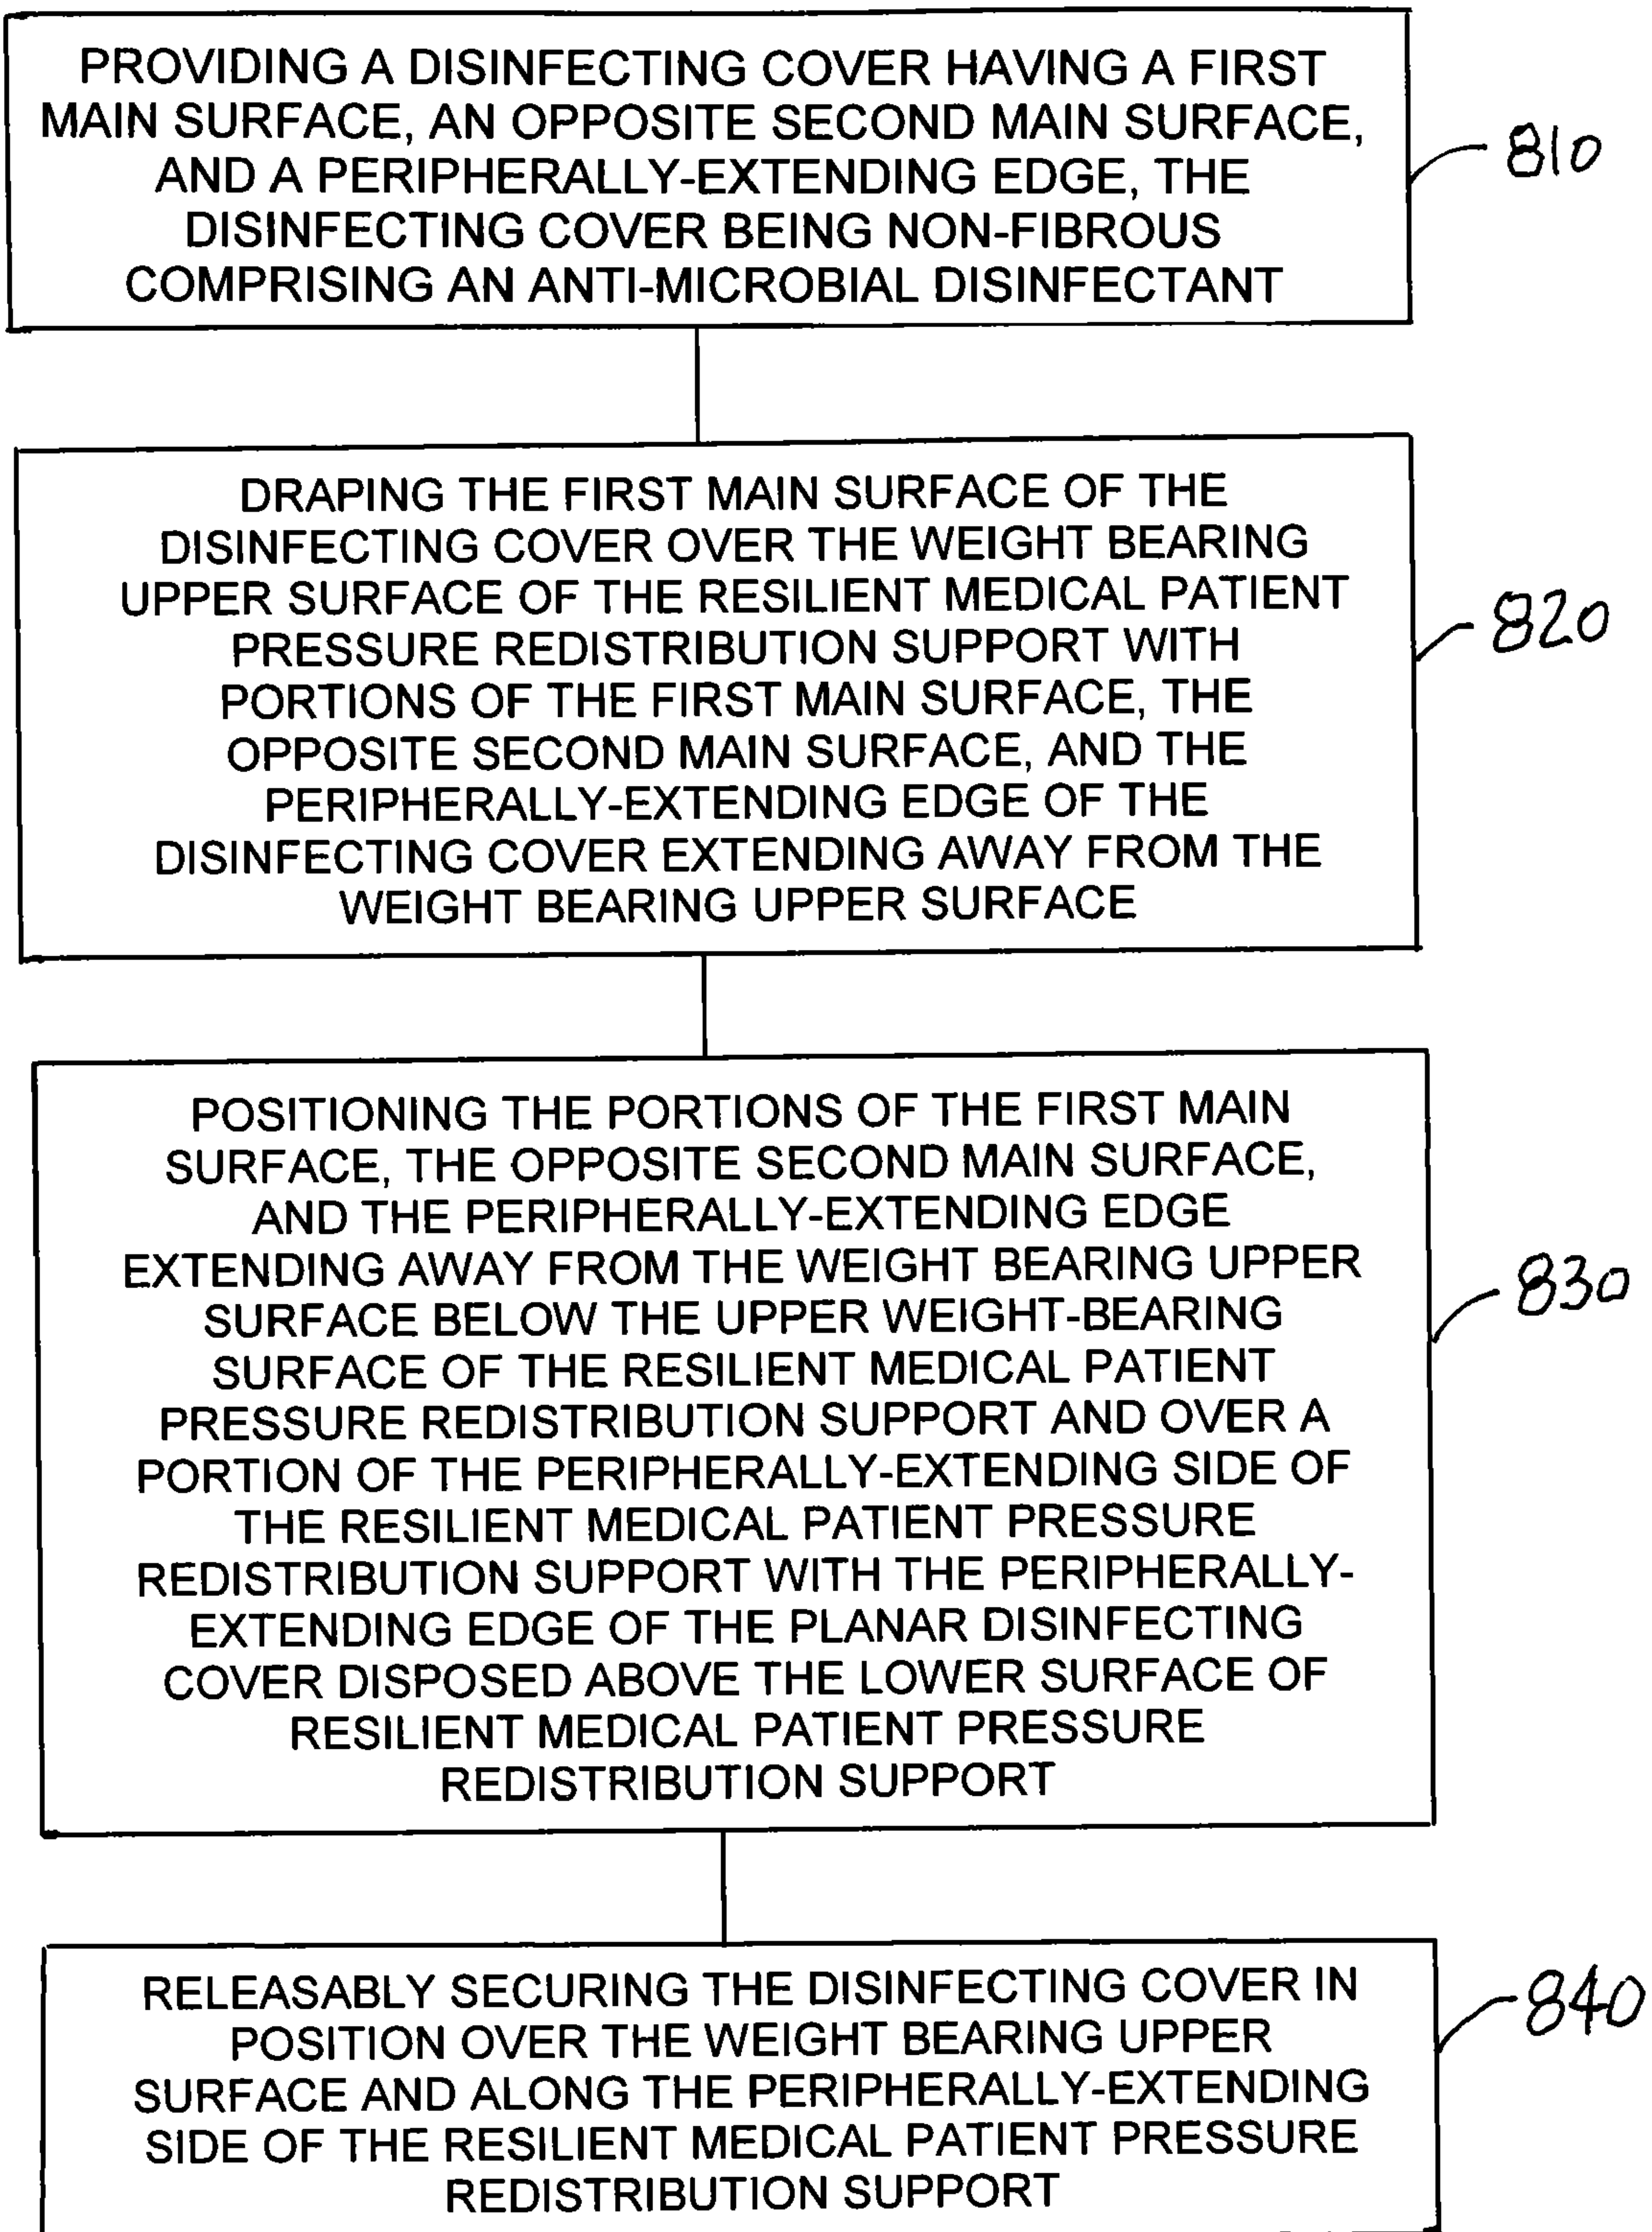 PROVIDING A DISINFECTING COVER HAVING A FIRST
MAIN SURFACE, AN OPPOSITE SECOND MAIN SURFACE,
AND A PERIPHERALLY-EXTENDING EDGE, THE
DISINFECTING COVER BEING NON-FIBROUS
COMPRISING AN ANTI-MICROBIAL DISINFECTANT
810
DRAPING THE FIRST MAIN SURFACE OF THE
DISINFECTING COVER OVER THE WEIGHT BEARING
UPPER SURFACE OF THE RESILIENT MEDICAL PATIENT
PRESSURE REDISTRIBUTION SUPPORT WITH
PORTIONS OF THE FIRST MAIN SURFACE, THE
OPPOSITE SECOND MAIN SURFACE, AND THE
PERIPHERALLY-EXTENDING EDGE OF THE
DISINFECTING COVER EXTENDING AWAY FROM THE
WEIGHT BEARING UPPER SURFACE
820
POSITIONING THE PORTIONS OF THE FIRST MAIN
SURFACE, THE OPPOSITE SECOND MAIN SURFACE,
AND THE PERIPHERALLY-EXTENDING EDGE
EXTENDING AWAY FROM THE WEIGHT BEARING UPPER
SURFACE BELOW THE UPPER WEIGHT-BEARING
SURFACE OF THE RESILIENT MEDICAL PATIENT
PRESSURE REDISTRIBUTION SUPPORT AND OVER A
PORTION OF THE PERIPHERALLY-EXTENDING SIDE OF
THE RESILIENT MEDICAL PATIENT PRESSURE
REDISTRIBUTION SUPPORT WITH THE PERIPHERALLY-
EXTENDING EDGE OF THE PLANAR DISINFECTING
COVER DISPOSED ABOVE THE LOWER SURFACE OF
RESILIENT MEDICAL PATIENT PRESSURE
REDISTRIBUTION SUPPORT
830
RELEASABLY SECURING THE DISINFECTING COVER IN
POSITION OVER THE WEIGHT BEARING UPPER
SURFACE AND ALONG THE PERIPHERALLY-EXTENDING
SIDE OF THE RESILIENT MEDICAL PATIENT PRESSURE
REDISTRIBUTION SUPPORT
840